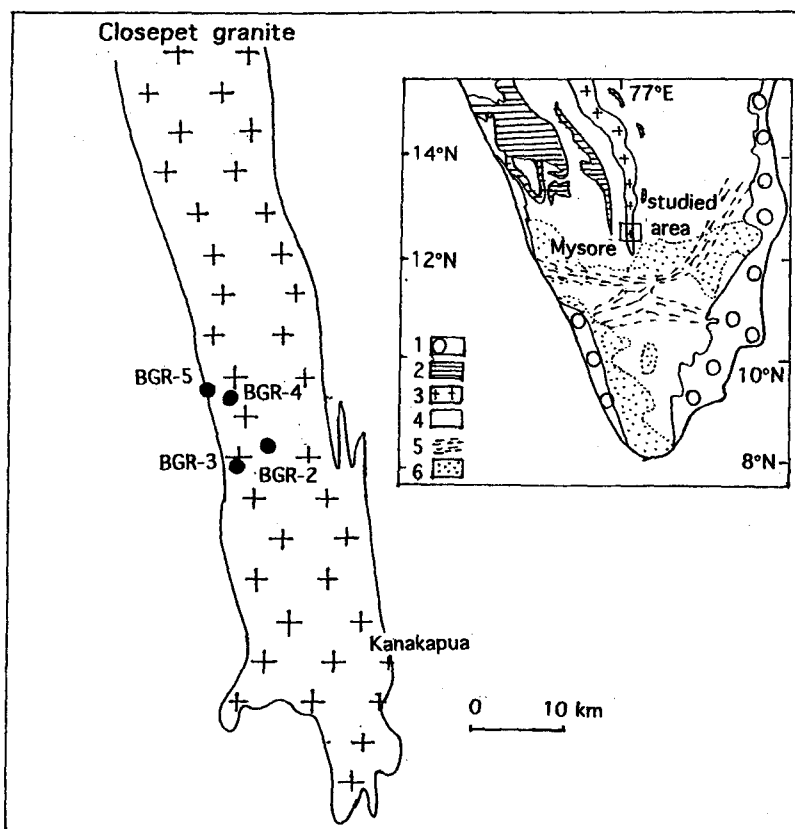 Closepet granite
BGR-5
BGR-4
BGR-3
BGR-2
Kanakapua
0 10 km
77°E
14°N
studied
area
Mysore
12°N
10°N
8°N
1
2
3
4
5
6